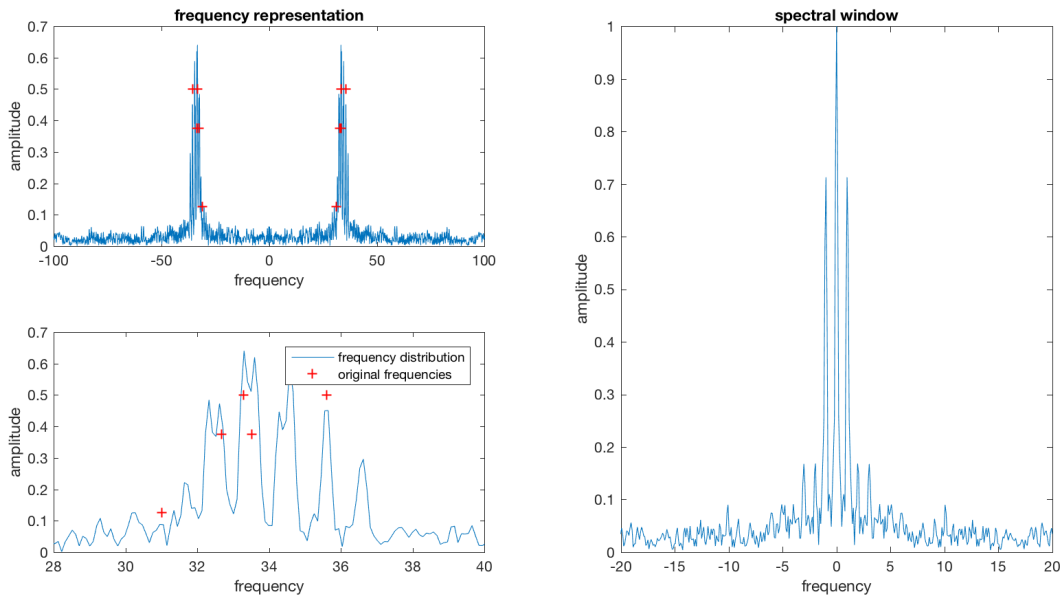 frequency representation
0.7
0.6
0.5
0.4
0.3
0.2
0.1
0
amplitude
-100 -50 0 50 100
frequency
0.7
0.6
0.5
0.4
0.3
0.2
0.1
0
amplitude
frequency distribution
original frequencies
28 30 32 34 36 38 40
frequency
spectral window
1
0.9
0.8
0.7
0.6
0.5
0.4
0.3
0.2
0.1
0
amplitude
-20 -15 -10 -5 0 5 10 15 20
frequency